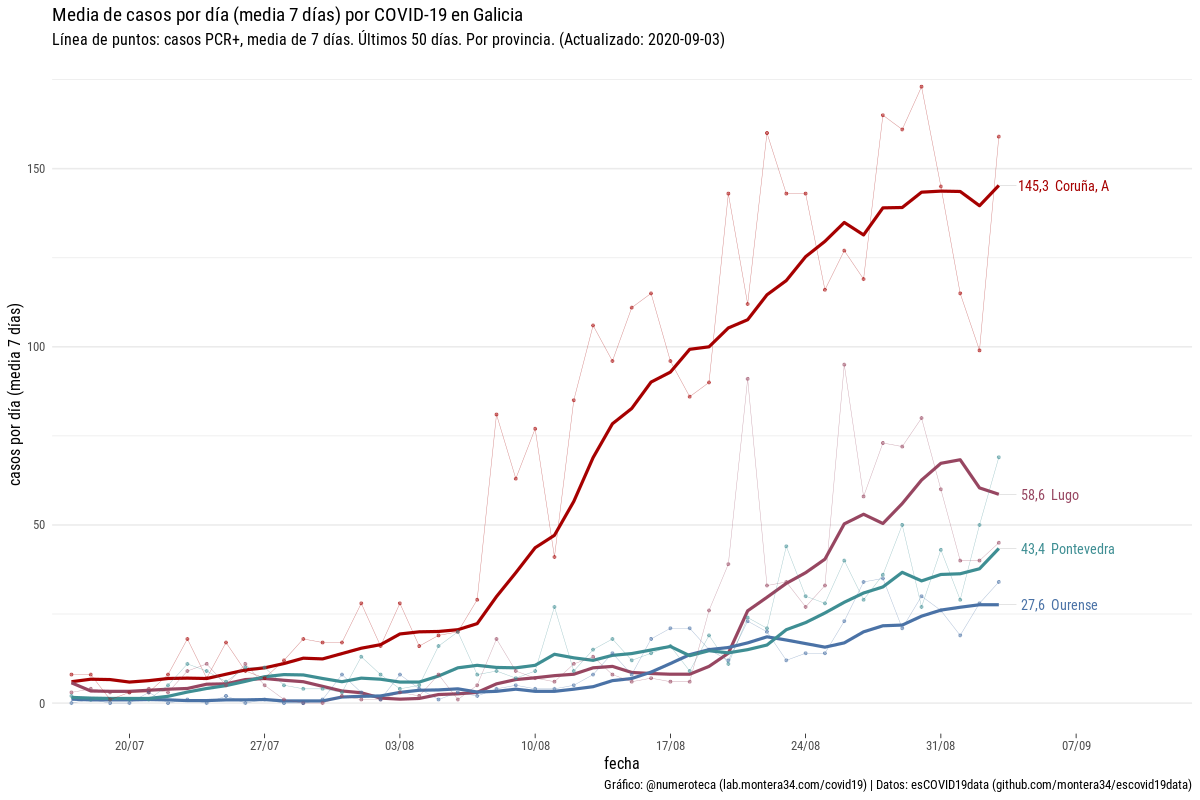 Media de casos por día (media 7 días) por COVID-19 en Galicia
Línea de puntos: casos PCR+, media de 7 días. Últimos 50 días. Por provincia. (Actualizado: 2020-09-03)
casos por día (media 7 días)
150
100
50
0
145,3 Coruña, A
58,6 Lugo
43,4 Pontevedra
27,6 Ourense
20/07
27/07
03/08
10/08
17/08
24/08
31/08
07/09
fecha
Gráfico: @numeroteca (lab.montera34.com/covid19) | Datos: esCOVID19data (github.com/montera34/escovid19data)